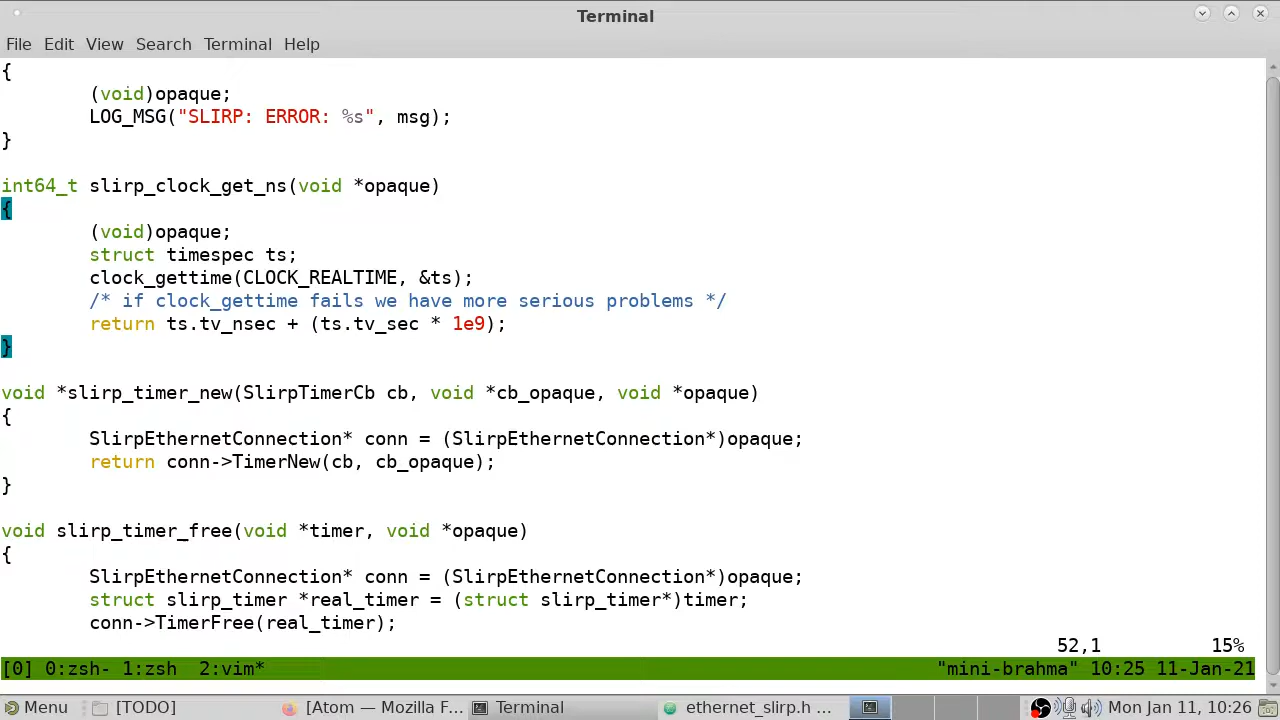 Terminal
File Edit View Search Terminal Help
{
(void)opaque;
LOG_MSG("SLIRP: ERROR: %s", msg);
}
int64_t slirp_clock_get_ns(void *opaque)
{
(void)opaque;
struct timespec ts;
clock_gettime(CLOCK_REALTIME, &ts);
/* if clock_gettime fails we have more serious problems */
return ts.tv_nsec + (ts.tv_sec * 1e9);
}
void *slirp_timer_new(SlirpTimerCb cb, void *cb_opaque, void *opaque)
{
SlirpEthernetConnection* conn = (SlirpEthernetConnection*)opaque;
return conn->TimerNew(cb, cb_opaque);
}
void slirp_timer_free(void *timer, void *opaque)
{
SlirpEthernetConnection* conn = (SlirpEthernetConnection*)opaque;
struct slirp_timer *real_timer = (struct slirp_timer*)timer;
conn->TimerFree(real_timer);
52,1 15%
[0] 0:zsh- 1:zsh 2:vim* "mini-brahma" 10:25 11-Jan-21
Menu [TODO] [Atom — Mozilla F... Terminal ethernet_slirp.h ... Mon Jan 11, 10:26